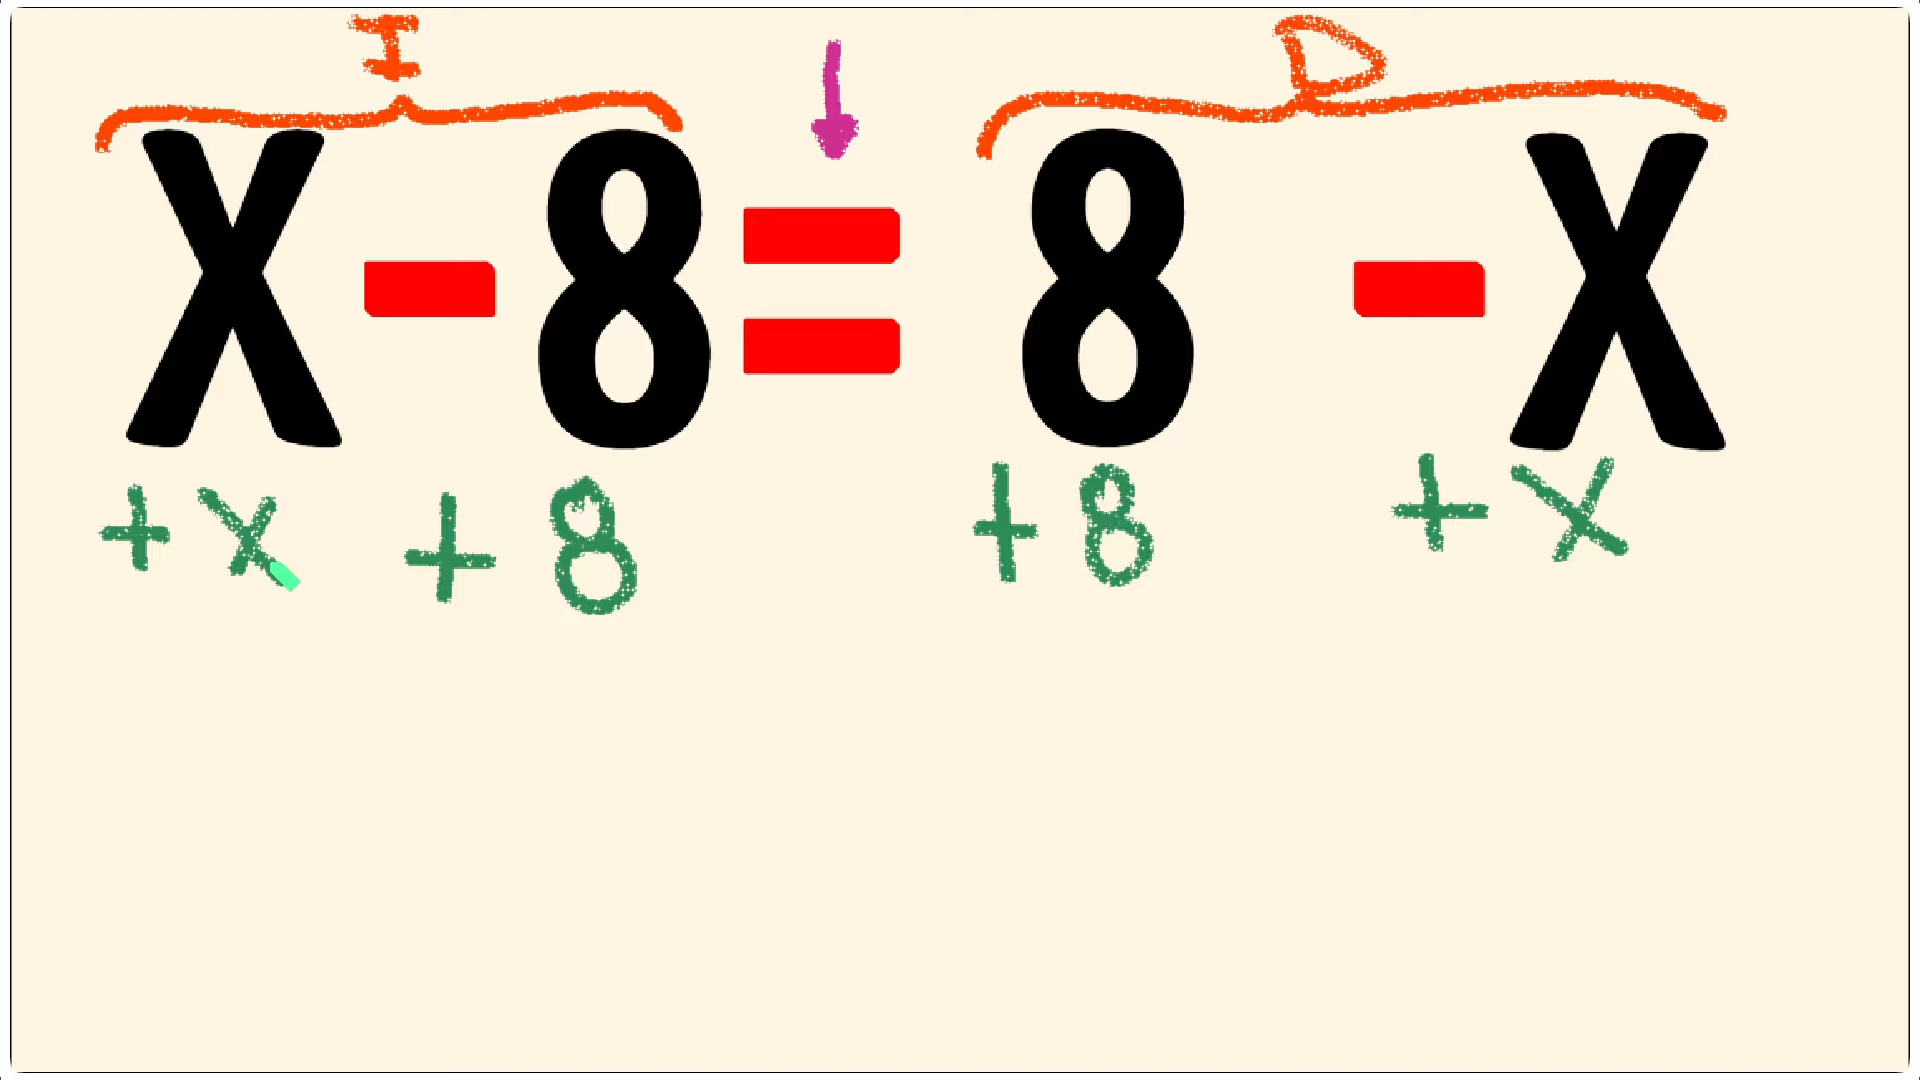 I D
X - 8 = 8 - X
+ x + 8 + 8 + x